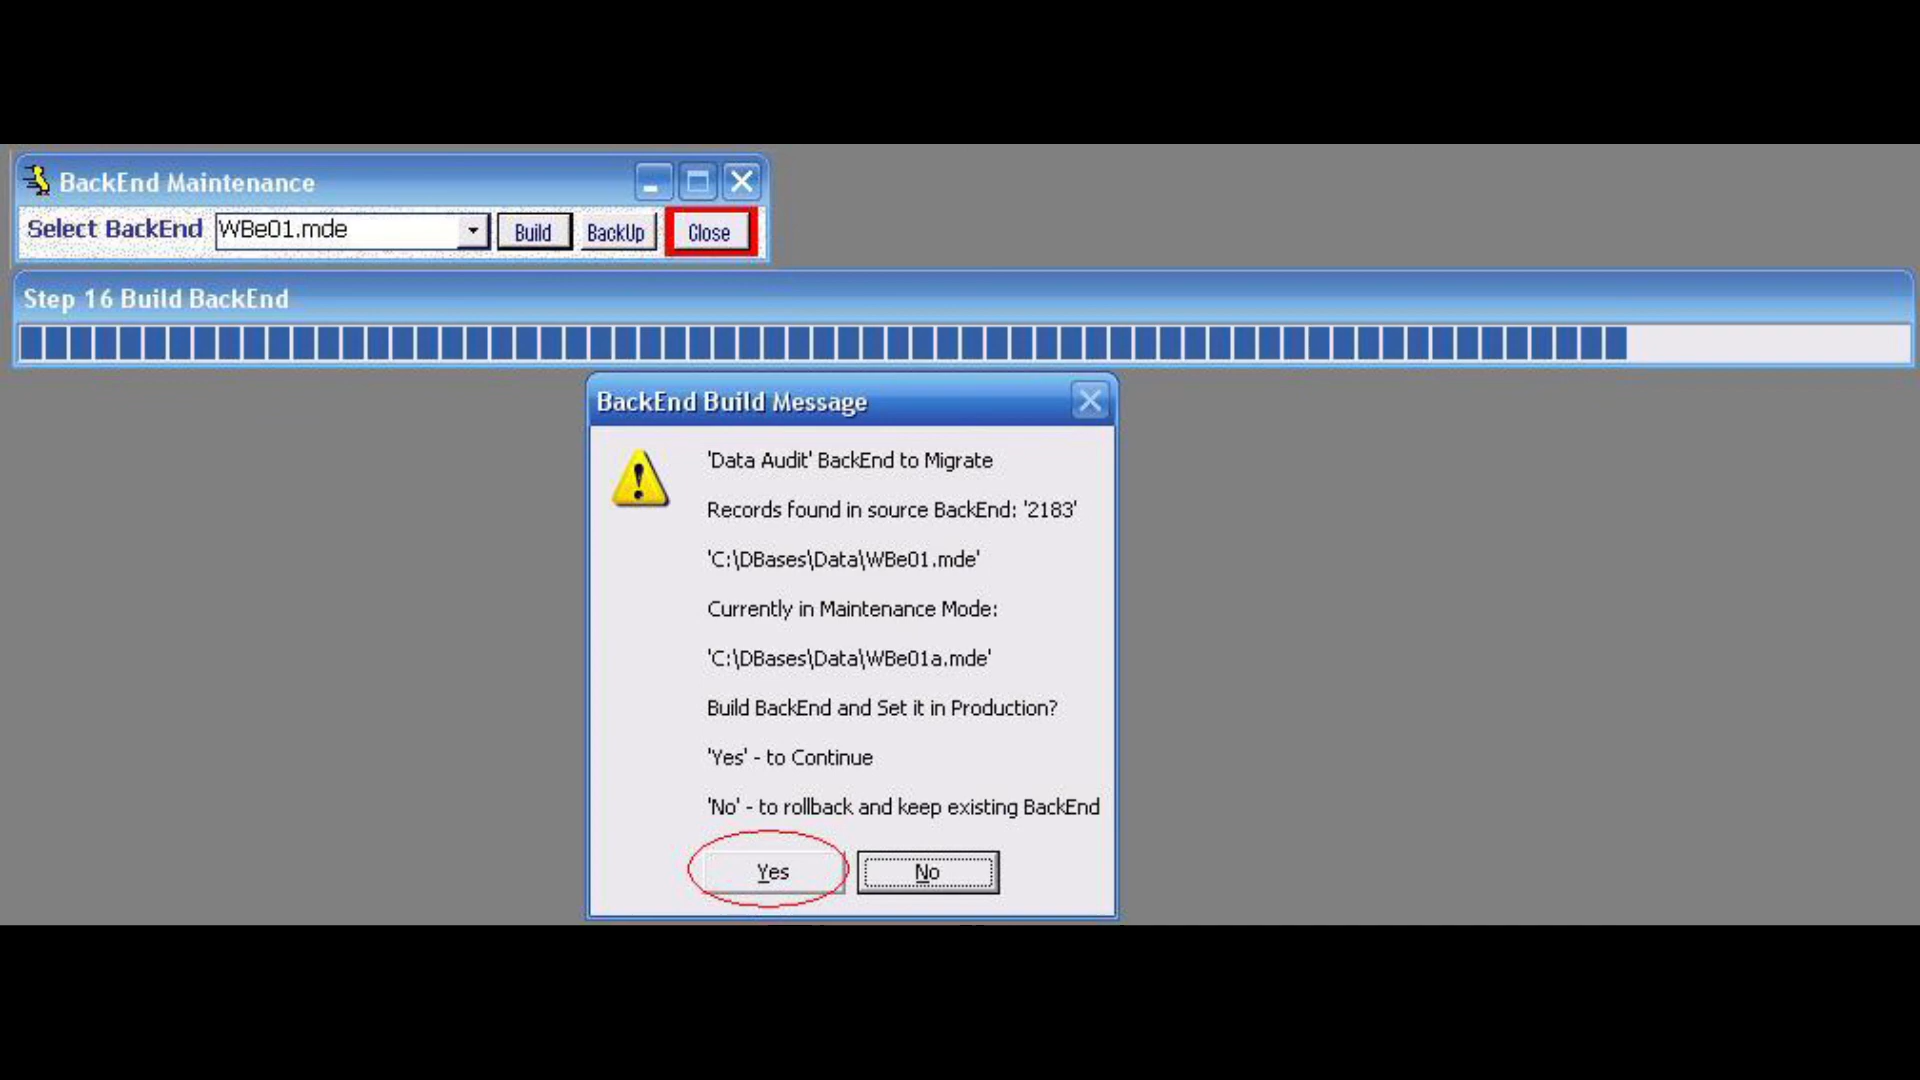 BackEnd Maintenance
Select BackEnd WBe01.mde Build BackUp Close
Step 16 Build BackEnd
BackEnd Build Message
'Data Audit' BackEnd to Migrate
Records found in source BackEnd: '2183'
'C:\DBases\Data\WBe01.mde'
Currently in Maintenance Mode:
'C:\DBases\Data\WBe01a.mde'
Build BackEnd and Set it in Production?
'Yes' - to Continue
'No' - to rollback and keep existing BackEnd
Yes No